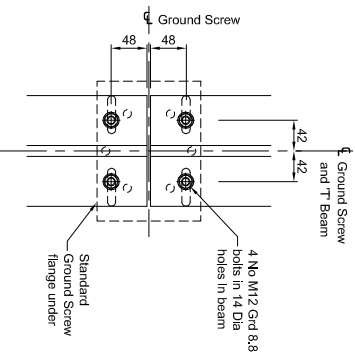 ℄ Ground Screw
48
48
42
42
℄ Ground Screw
and 'T' Beam
4 No M12 Grd 8.8
bolts in 14 Dia
holes in beam
Standard
Ground Screw
flange under